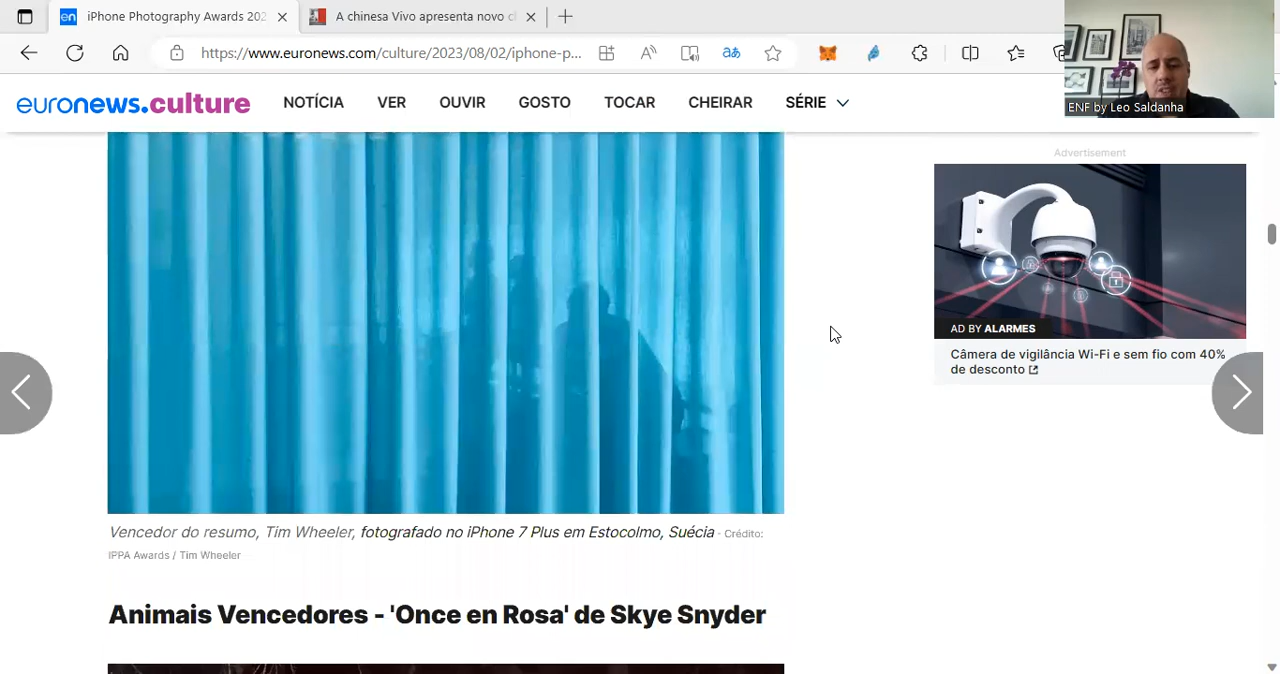 iPhone Photography Awards 202
A chinesa Vivo apresenta novo c
https://www.euronews.com/culture/2023/08/02/iphone-p...
euronews.culture
NOTÍCIA VER OUVIR GOSTO TOCAR CHEIRAR SÉRIE
ENF by Leo Saldanha
Advertisement
AD BY ALARMES
Câmera de vigilância Wi-Fi e sem fio com 40%
de desconto
Vencedor do resumo, Tim Wheeler, fotografado no iPhone 7 Plus em Estocolmo, Suécia - Crédito:
IPPA Awards / Tim Wheeler
Animais Vencedores - 'Once en Rosa' de Skye Snyder